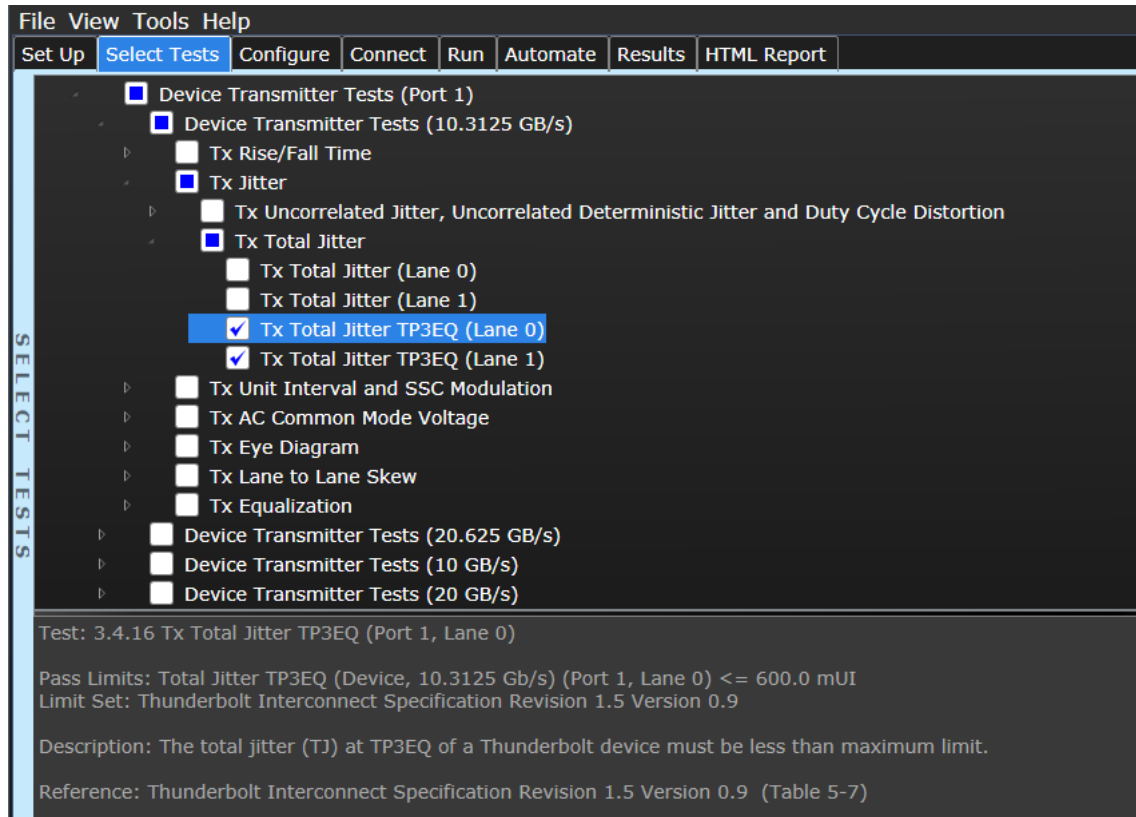 File View Tools Help
Set Up Select Tests Configure Connect Run Automate Results HTML Report
Device Transmitter Tests (Port 1)
Device Transmitter Tests (10.3125 GB/s)
Tx Rise/Fall Time
Tx Jitter
Tx Uncorrelated Jitter, Uncorrelated Deterministic Jitter and Duty Cycle Distortion
Tx Total Jitter
Tx Total Jitter (Lane 0)
Tx Total Jitter (Lane 1)
Tx Total Jitter TP3EQ (Lane 0)
Tx Total Jitter TP3EQ (Lane 1)
Tx Unit Interval and SSC Modulation
Tx AC Common Mode Voltage
Tx Eye Diagram
Tx Lane to Lane Skew
Tx Equalization
Device Transmitter Tests (20.625 GB/s)
Device Transmitter Tests (10 GB/s)
Device Transmitter Tests (20 GB/s)
SELECT TESTS
Test: 3.4.16 Tx Total Jitter TP3EQ (Port 1, Lane 0)
Pass Limits: Total Jitter TP3EQ (Device, 10.3125 Gb/s) (Port 1, Lane 0) <= 600.0 mUI
Limit Set: Thunderbolt Interconnect Specification Revision 1.5 Version 0.9
Description: The total jitter (TJ) at TP3EQ of a Thunderbolt device must be less than maximum limit.
Reference: Thunderbolt Interconnect Specification Revision 1.5 Version 0.9 (Table 5-7)